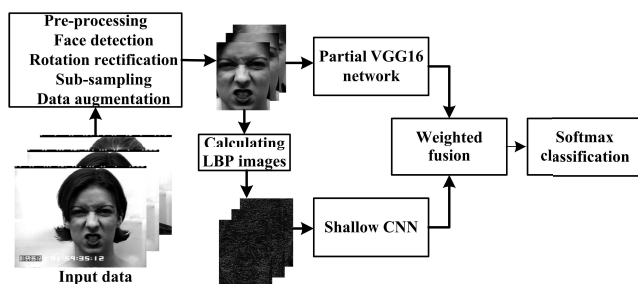 Pre-processing
Face detection
Rotation rectification
Sub-sampling
Data augmentation
Partial VGG16
network
Calculating
LBP images
Weighted
fusion
Softmax
classification
Shallow CNN
Input data